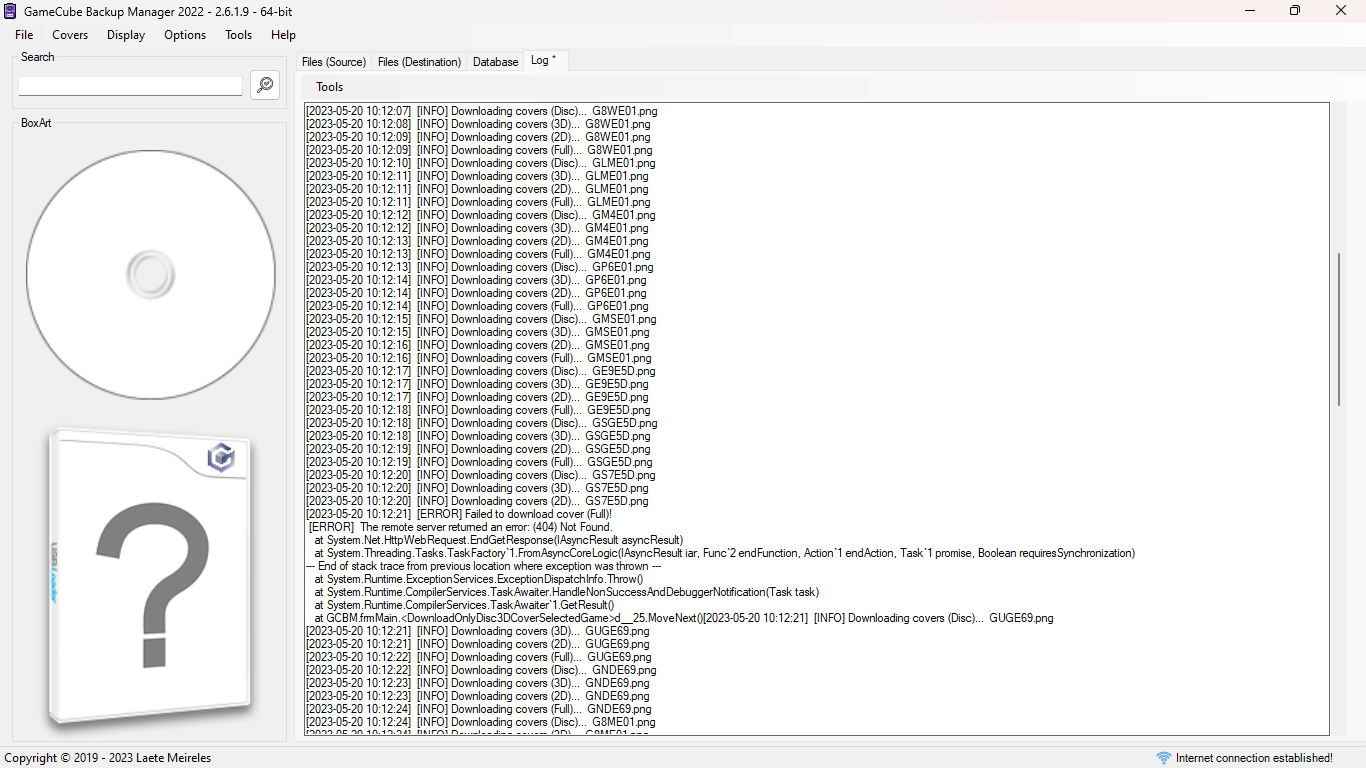 GameCube Backup Manager 2022 - 2.6.1.9 - 64-bit
File Covers Display Options Tools Help
Search
BoxArt
USB Loader
Files (Source) Files (Destination) Database Log *
Tools
[2023-05-20 10:12:07] [INFO] Downloading covers (Disc)... G8WE01.png
[2023-05-20 10:12:08] [INFO] Downloading covers (3D)... G8WE01.png
[2023-05-20 10:12:09] [INFO] Downloading covers (2D)... G8WE01.png
[2023-05-20 10:12:09] [INFO] Downloading covers (Full)... G8WE01.png
[2023-05-20 10:12:10] [INFO] Downloading covers (Disc)... GLME01.png
[2023-05-20 10:12:11] [INFO] Downloading covers (3D)... GLME01.png
[2023-05-20 10:12:11] [INFO] Downloading covers (2D)... GLME01.png
[2023-05-20 10:12:11] [INFO] Downloading covers (Full)... GLME01.png
[2023-05-20 10:12:12] [INFO] Downloading covers (Disc)... GM4E01.png
[2023-05-20 10:12:12] [INFO] Downloading covers (3D)... GM4E01.png
[2023-05-20 10:12:13] [INFO] Downloading covers (2D)... GM4E01.png
[2023-05-20 10:12:13] [INFO] Downloading covers (Full)... GM4E01.png
[2023-05-20 10:12:13] [INFO] Downloading covers (Disc)... GP6E01.png
[2023-05-20 10:12:14] [INFO] Downloading covers (3D)... GP6E01.png
[2023-05-20 10:12:14] [INFO] Downloading covers (2D)... GP6E01.png
[2023-05-20 10:12:14] [INFO] Downloading covers (Full)... GP6E01.png
[2023-05-20 10:12:15] [INFO] Downloading covers (Disc)... GMSE01.png
[2023-05-20 10:12:15] [INFO] Downloading covers (3D)... GMSE01.png
[2023-05-20 10:12:16] [INFO] Downloading covers (2D)... GMSE01.png
[2023-05-20 10:12:16] [INFO] Downloading covers (Full)... GMSE01.png
[2023-05-20 10:12:17] [INFO] Downloading covers (Disc)... GE9E5D.png
[2023-05-20 10:12:17] [INFO] Downloading covers (3D)... GE9E5D.png
[2023-05-20 10:12:17] [INFO] Downloading covers (2D)... GE9E5D.png
[2023-05-20 10:12:18] [INFO] Downloading covers (Full)... GE9E5D.png
[2023-05-20 10:12:18] [INFO] Downloading covers (Disc)... GSGE5D.png
[2023-05-20 10:12:18] [INFO] Downloading covers (3D)... GSGE5D.png
[2023-05-20 10:12:19] [INFO] Downloading covers (2D)... GSGE5D.png
[2023-05-20 10:12:19] [INFO] Downloading covers (Full)... GSGE5D.png
[2023-05-20 10:12:20] [INFO] Downloading covers (Disc)... GS7E5D.png
[2023-05-20 10:12:20] [INFO] Downloading covers (3D)... GS7E5D.png
[2023-05-20 10:12:20] [INFO] Downloading covers (2D)... GS7E5D.png
[2023-05-20 10:12:21] [ERROR] Failed to download cover (Full)!
[ERROR] The remote server returned an error: (404) Not Found.
at System.Net.HttpWebRequest.EndGetResponse(IAsyncResult asyncResult)
at System.Threading.Tasks.TaskFactory`1.FromAsyncCoreLogic(IAsyncResult iar, Func`2 endFunction, Action`1 endAction, Task`1 promise, Boolean requiresSynchronization)
--- End of stack trace from previous location where exception was thrown ---
at System.Runtime.ExceptionServices.ExceptionDispatchInfo.Throw()
at System.Runtime.CompilerServices.TaskAwaiter.HandleNonSuccessAndDebuggerNotification(Task task)
at System.Runtime.CompilerServices.TaskAwaiter`1.GetResult()
at GCBM.frmMain.<DownloadOnlyDisc3DCoverSelectedGame>d__25.MoveNext()[2023-05-20 10:12:21] [INFO] Downloading covers (Disc)... GUGE69.png
[2023-05-20 10:12:21] [INFO] Downloading covers (3D)... GUGE69.png
[2023-05-20 10:12:21] [INFO] Downloading covers (2D)... GUGE69.png
[2023-05-20 10:12:22] [INFO] Downloading covers (Full)... GUGE69.png
[2023-05-20 10:12:22] [INFO] Downloading covers (Disc)... GNDE69.png
[2023-05-20 10:12:23] [INFO] Downloading covers (3D)... GNDE69.png
[2023-05-20 10:12:23] [INFO] Downloading covers (2D)... GNDE69.png
[2023-05-20 10:12:24] [INFO] Downloading covers (Full)... GNDE69.png
[2023-05-20 10:12:24] [INFO] Downloading covers (Disc)... G8ME01.png
[2023-05-20 10:12:24] [INFO] Downloading covers (3D)... G8ME01.png
?
Copyright © 2019 - 2023 Laete Meireles
Internet connection established!